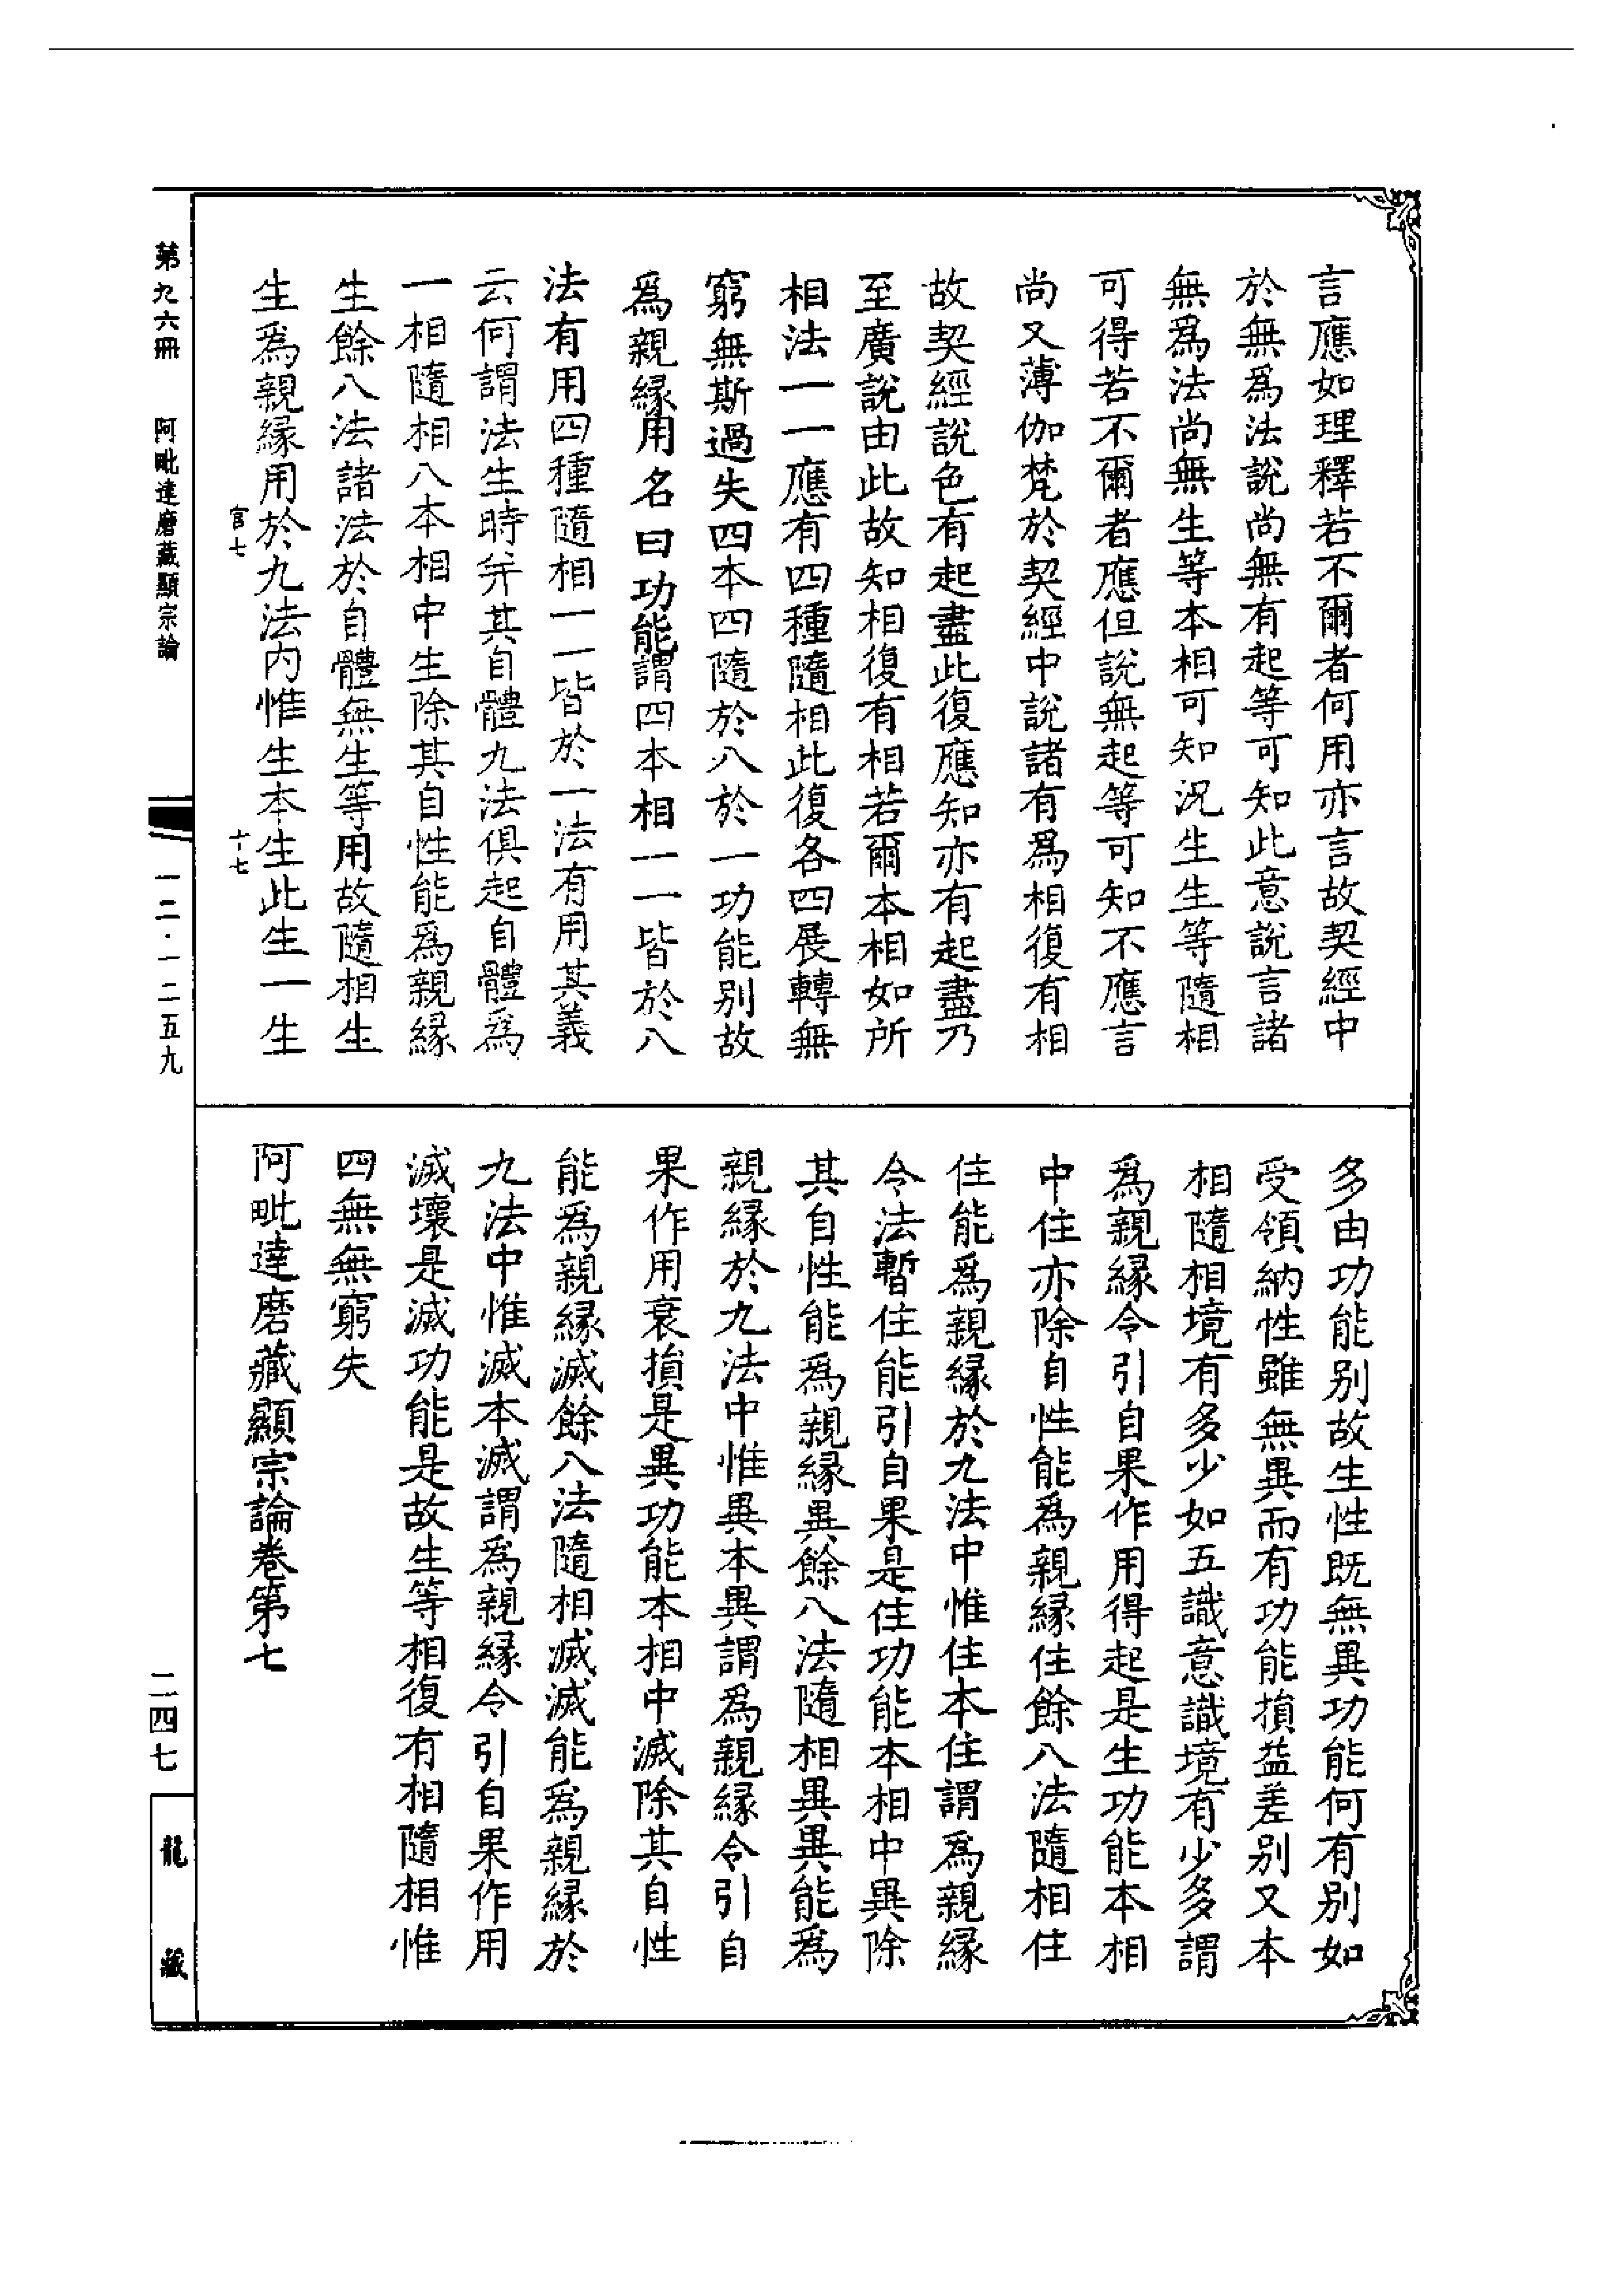 言應如理釋若不爾者何用亦言故契經中
於無爲法說尚無有起等可知此意說言諸
無爲法尚無生等本相可知況生生等隨相
可得若不爾者應但說無起等可知不應言
尚又薄伽梵於契經中說諸有爲相復有相
故契經說色有起盡此復應知亦有起盡乃
至廣說由此故知相復有相若爾本相如所
相法一一應有四種隨相此復各四展轉無
窮無斯過失四本四隨於八於一功能別故
爲親緣用名曰功能謂四本相一一皆於八
法有用四種隨相一一皆於一法有用其義
云何謂法生時并其自體九法俱起自體爲
一相隨相八本相中生除其自性能爲親緣
生餘八法諸法於自體無生等用故隨相生
生爲親緣用於九法内惟生本生此生一生
官七
十七
多由功能別故生性既無異功能何有別如
受領納性雖無異而有功能損益差別又本
相隨相境有多少如五識意識境有少多謂
爲親緣令引自果作用得起是生功能本相
中住亦除自性能爲親緣住餘八法隨相住
住能爲親緣於九法中惟住本住謂爲親緣
令法暫住能引自果是住功能本相中異除
其自性能爲親緣異餘八法隨相異異能爲
親緣於九法中惟異本異謂爲親緣令引自
果作用衰損是異功能本相中滅除其自性
能爲親緣滅餘八法隨相滅滅能爲親緣於
九法中惟滅本滅謂爲親緣令引自果作用
滅壞是滅功能是故生等相復有相隨相惟
四無無窮失
阿毗達磨藏顯宗論卷第七
第九六冊　阿毗達磨藏顯宗論
一二·一二五九
二四七
龍藏